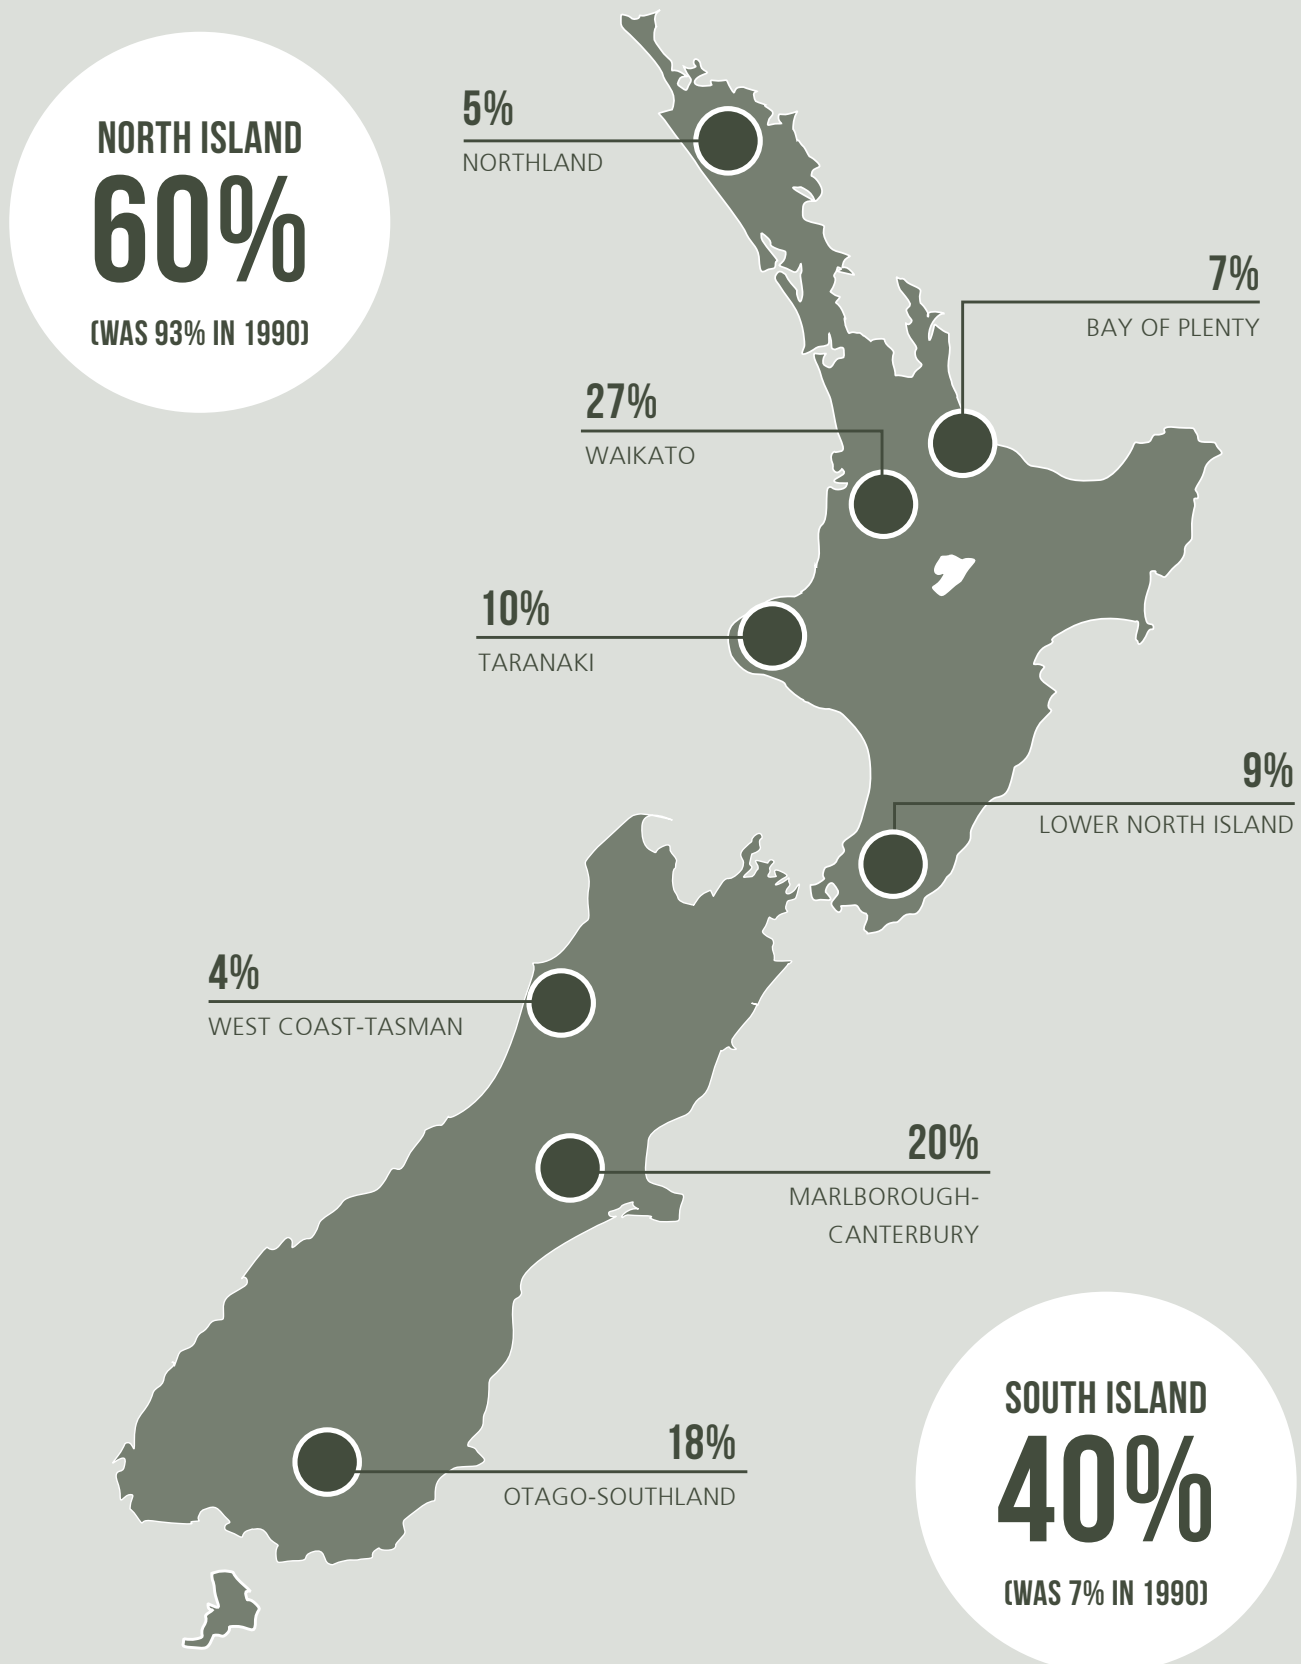 NORTH ISLAND
60%
(WAS 93% IN 1990)
5%
NORTHLAND
7%
BAY OF PLENTY
27%
WAIKATO
10%
TARANAKI
9%
LOWER NORTH ISLAND
4%
WEST COAST-TASMAN
20%
MARLBOROUGH-
CANTERBURY
18%
OTAGO-SOUTHLAND
SOUTH ISLAND
40%
(WAS 7% IN 1990)